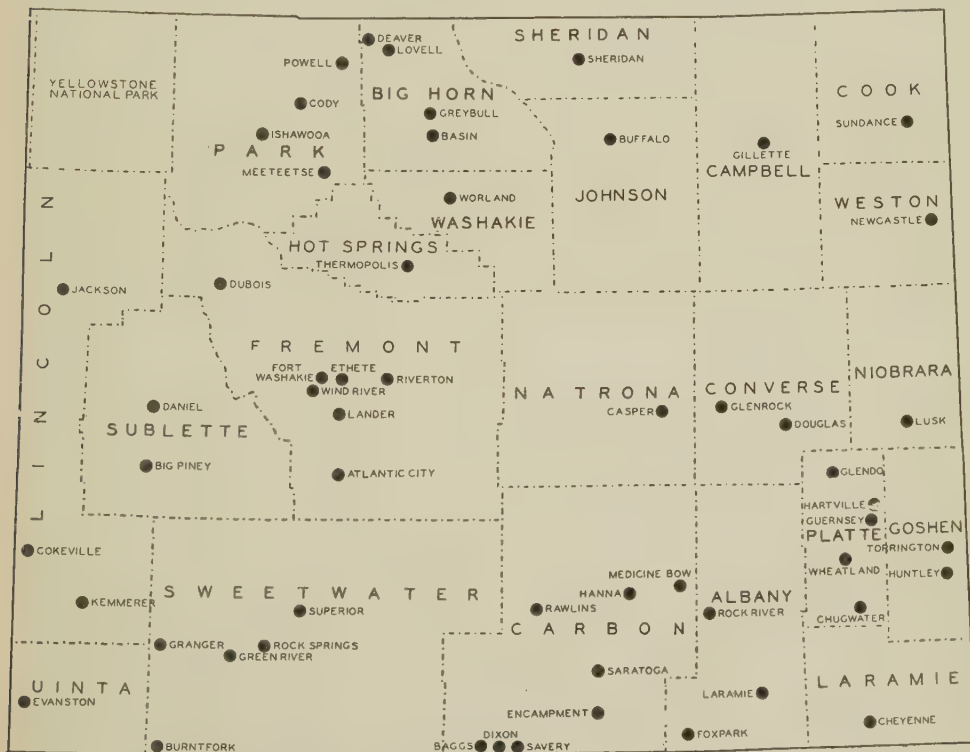 SHERIDAN
DEAVER
LOVELL
POWELL
SHERIDAN
YELLOWSTONE
NATIONAL PARK
BIG HORN
COOK
CODY
GREYBULL
SUNDANCE
ISHAWOOA
BASIN
BUFFALO
PARK
GILLETTE
MEETEETSE
CAMPBELL
WORLAND
JOHNSON
WESTON
WASHAKIE
NEWCASTLE
HOT SPRINGS
THERMOPOLIS
LINCOLN
JACKSON
DUBOIS
FREMONT
FORT
WASHAKIE
ETHETE
RIVERTON
WIND RIVER
NATRONA
CONVERSE
NIOBRARA
DANIEL
LANDER
CASPER
GLENROCK
DOUGLAS
LUSK
SUBLETTE
BIG PINEY
ATLANTIC CITY
GLENDO
HARTVILLE
GUERNSEY
PLATTE
GOSHEN
COKEVILLE
TORRINGTON
WHEATLAND
HUNTLEY
MEDICINE BOW
KEMMERER
SWEETWATER
HANNA
ALBANY
SUPERIOR
RAWLINS
ROCK RIVER
CHUGWATER
CARBON
GRANGER
ROCK SPRINGS
GREEN RIVER
SARATOGA
UINTA
LARAMIE
EVANSTON
LARAMIE
ENCAMPMENT
CHEYENNE
DIXON
FOXPARK
BURNTFORK
BAGGS
SAVERY